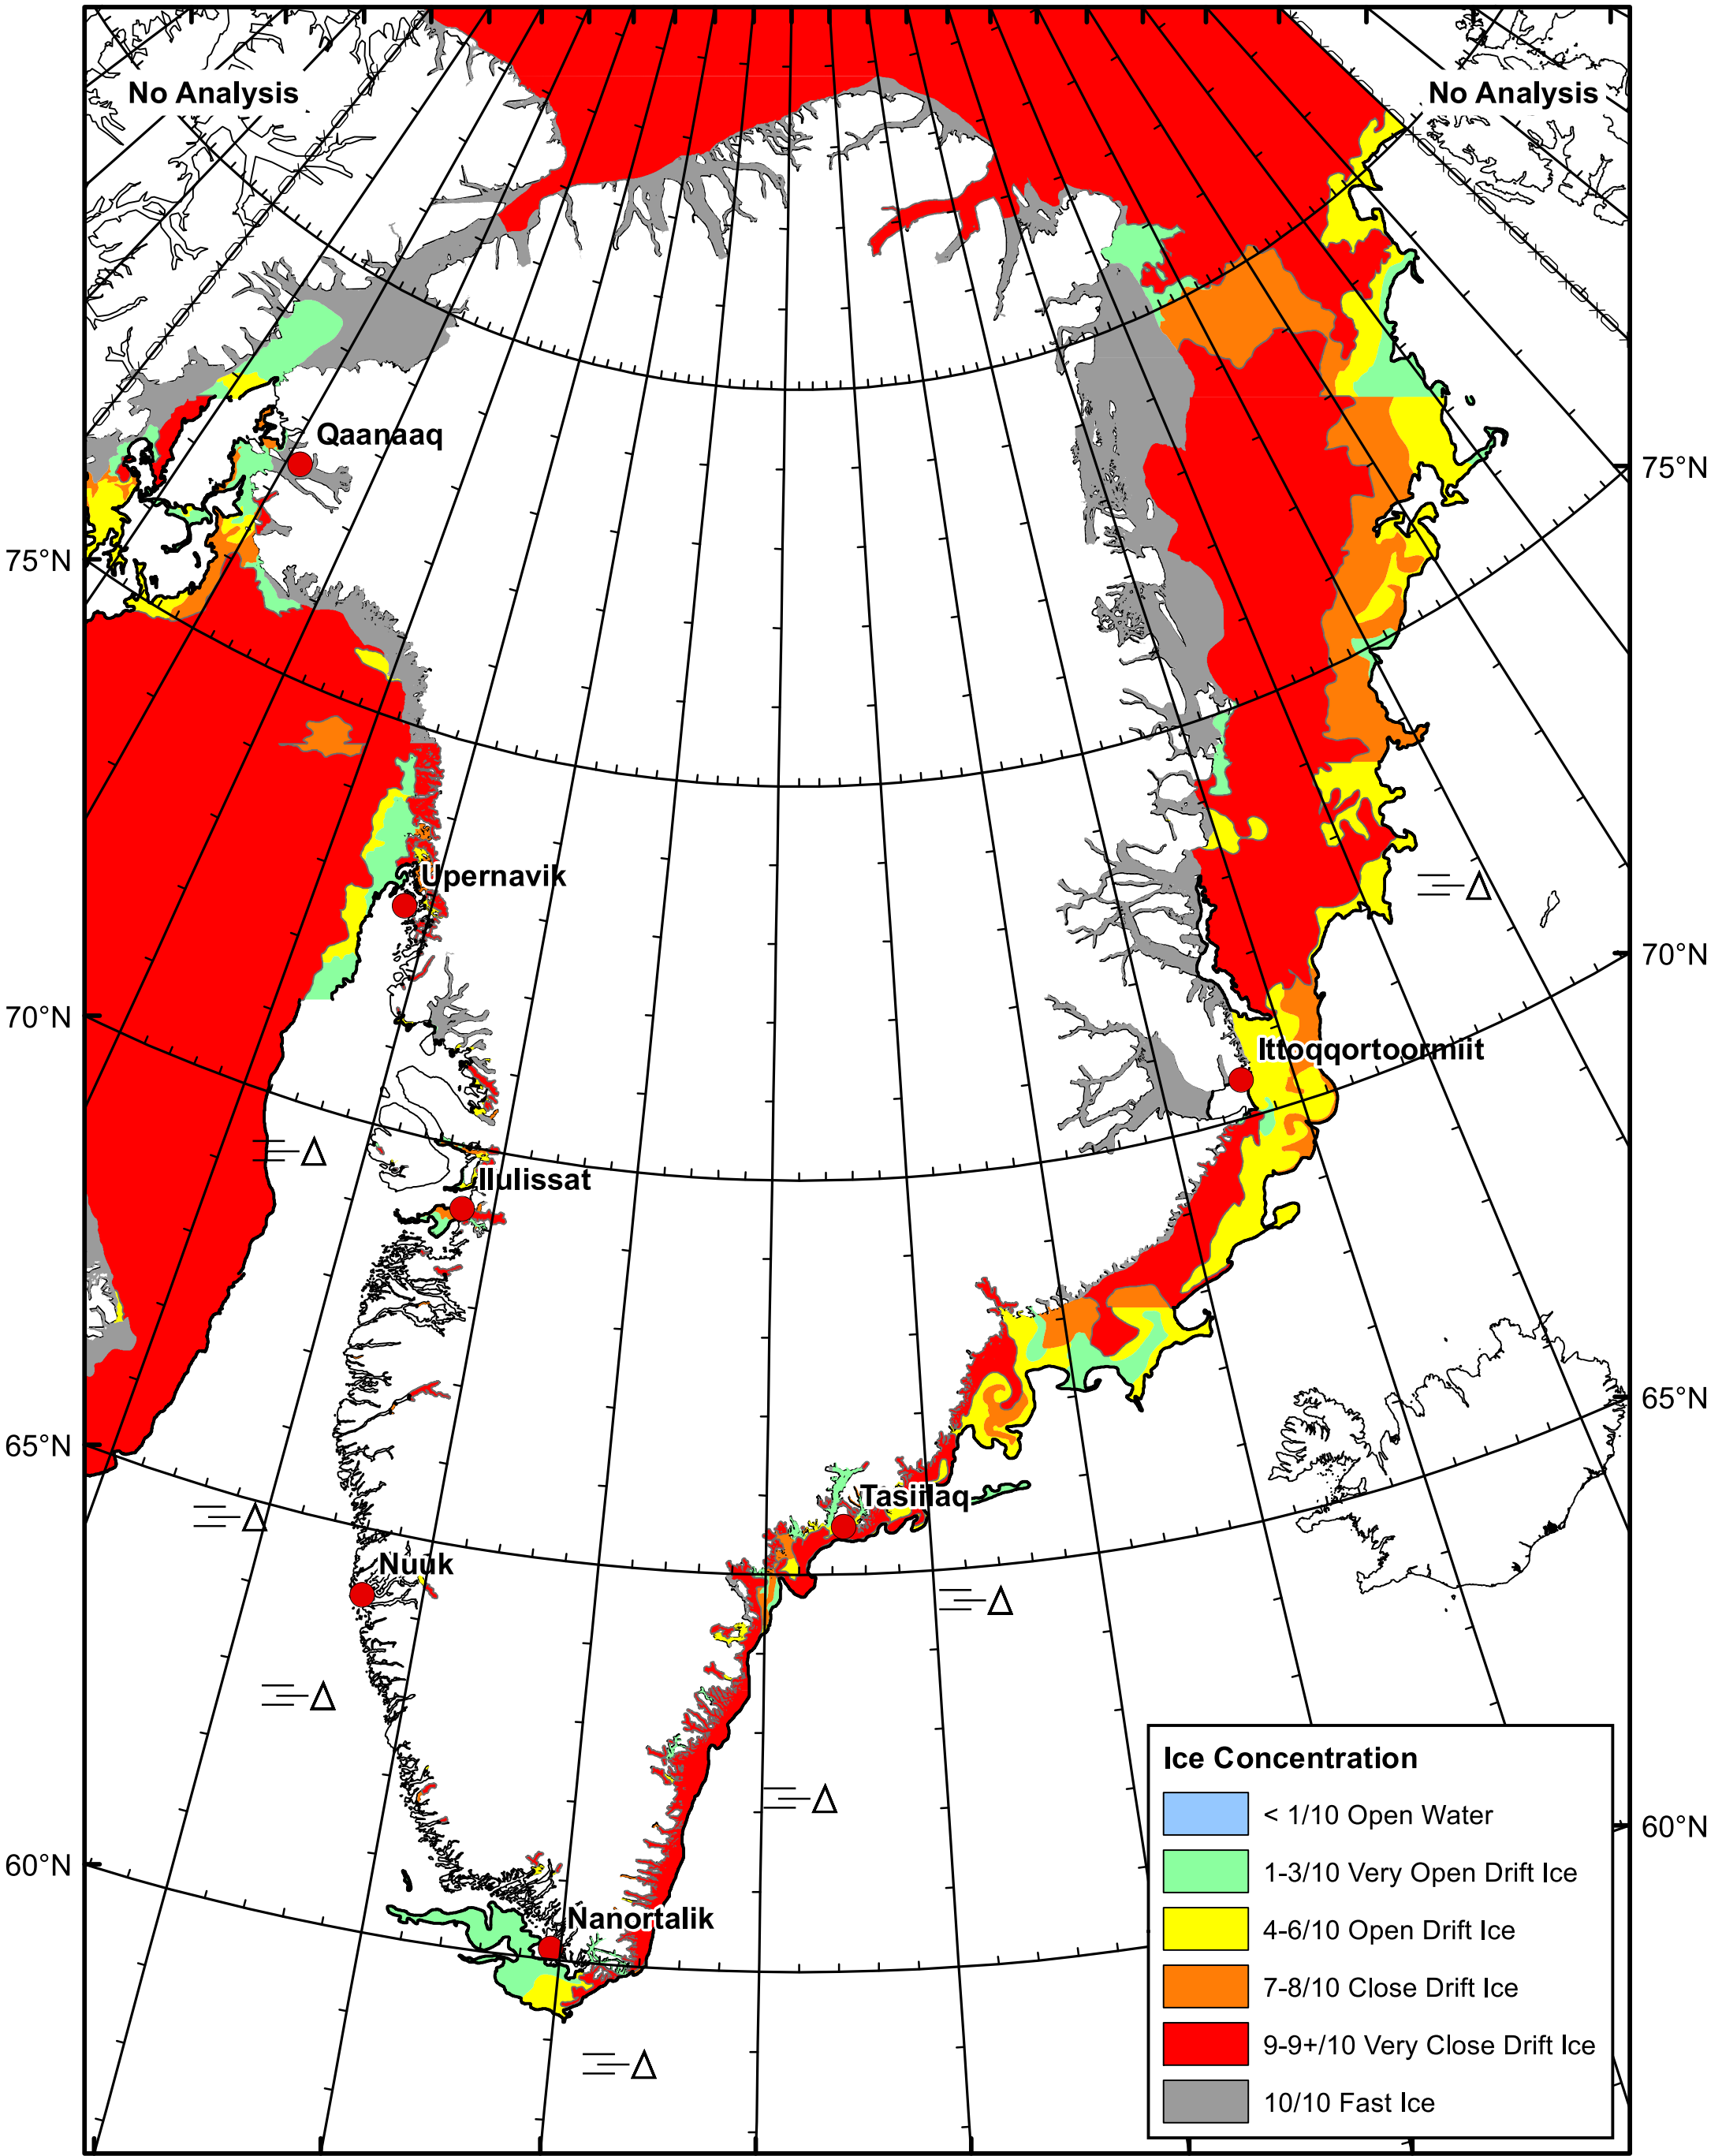 No Analysis
No Analysis
Qaanaaq
75°N
75°N
Upernavik
70°N
70°N
Ittoqqortoormiit
Ilulissat
65°N
65°N
Tasiilaq
Nuuk
60°N
60°N
Nanortalik
Ice Concentration
< 1/10 Open Water
1-3/10 Very Open Drift Ice
4-6/10 Open Drift Ice
7-8/10 Close Drift Ice
9-9+/10 Very Close Drift Ice
10/10 Fast Ice